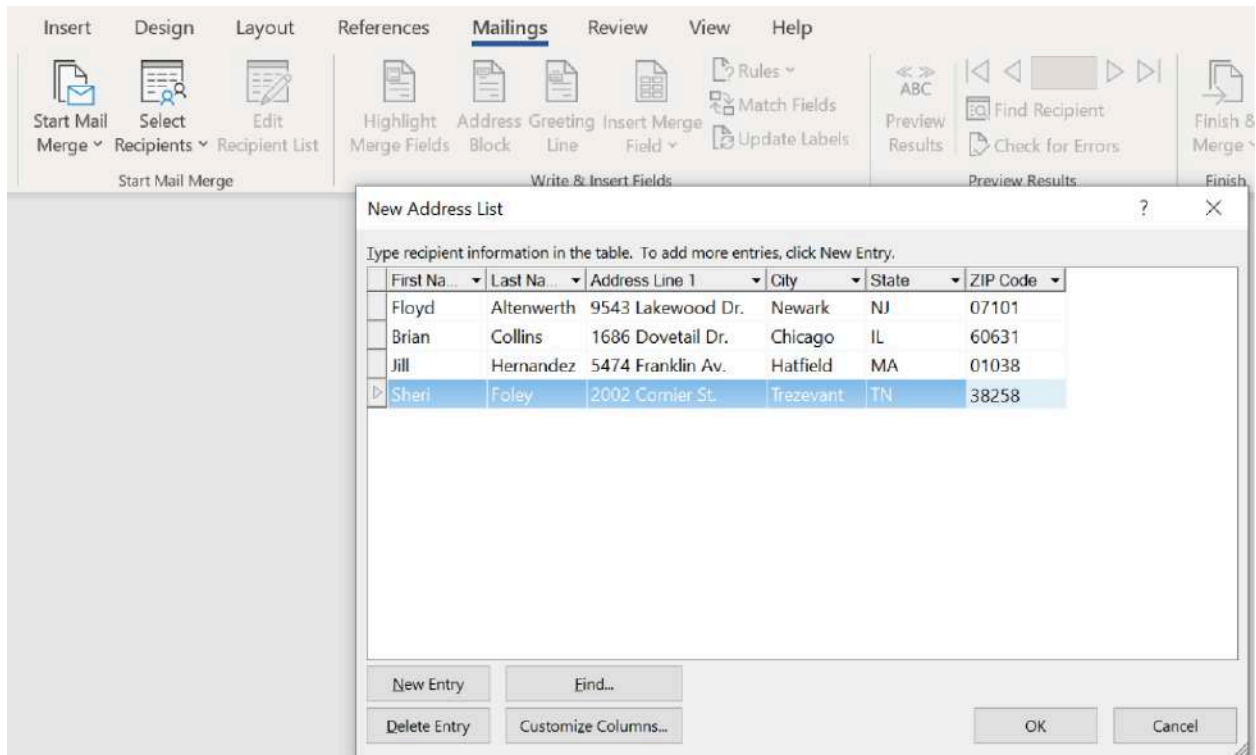 Insert Design Layout References Mailings Review View Help
Start Mail Merge
Select Recipients
Edit Recipient List
Start Mail Merge
Highlight Merge Fields
Address Block
Greeting Line
Insert Merge Field
Rules
Match Fields
Update Labels
Write & Insert Fields
ABC
Preview Results
Find Recipient
Check for Errors
Preview Results
Finish & Merge
Finish
New Address List ? ×
Type recipient information in the table. To add more entries, click New Entry.
First Na... Last Na... Address Line 1 City State ZIP Code
Floyd Altenwerth 9543 Lakewood Dr. Newark NJ 07101
Brian Collins 1686 Dovetail Dr. Chicago IL 60631
Jill Hernandez 5474 Franklin Av. Hatfield MA 01038
Sheri Foley 2002 Cornier St. Trezevant TN 38258
New Entry Find...
Delete Entry Customize Columns... OK Cancel